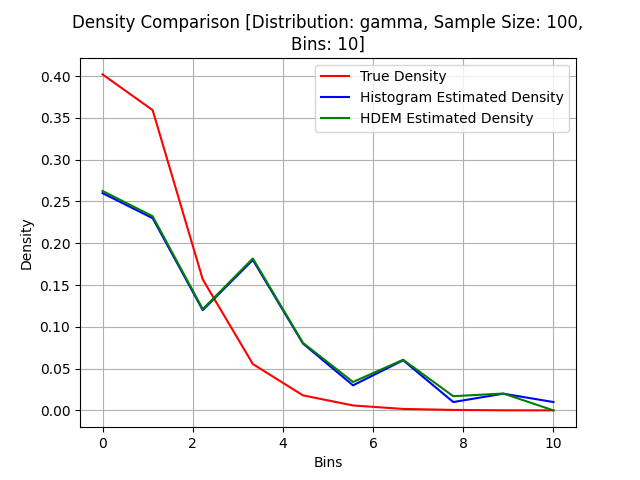 Density Comparison [Distribution: gamma, Sample Size: 100,
Bins: 10]
True Density
Histogram Estimated Density
HDEM Estimated Density
0.40
0.35
0.30
0.25
0.20
0.15
0.10
0.05
0.00
Density
0 2 4 6 8 10
Bins